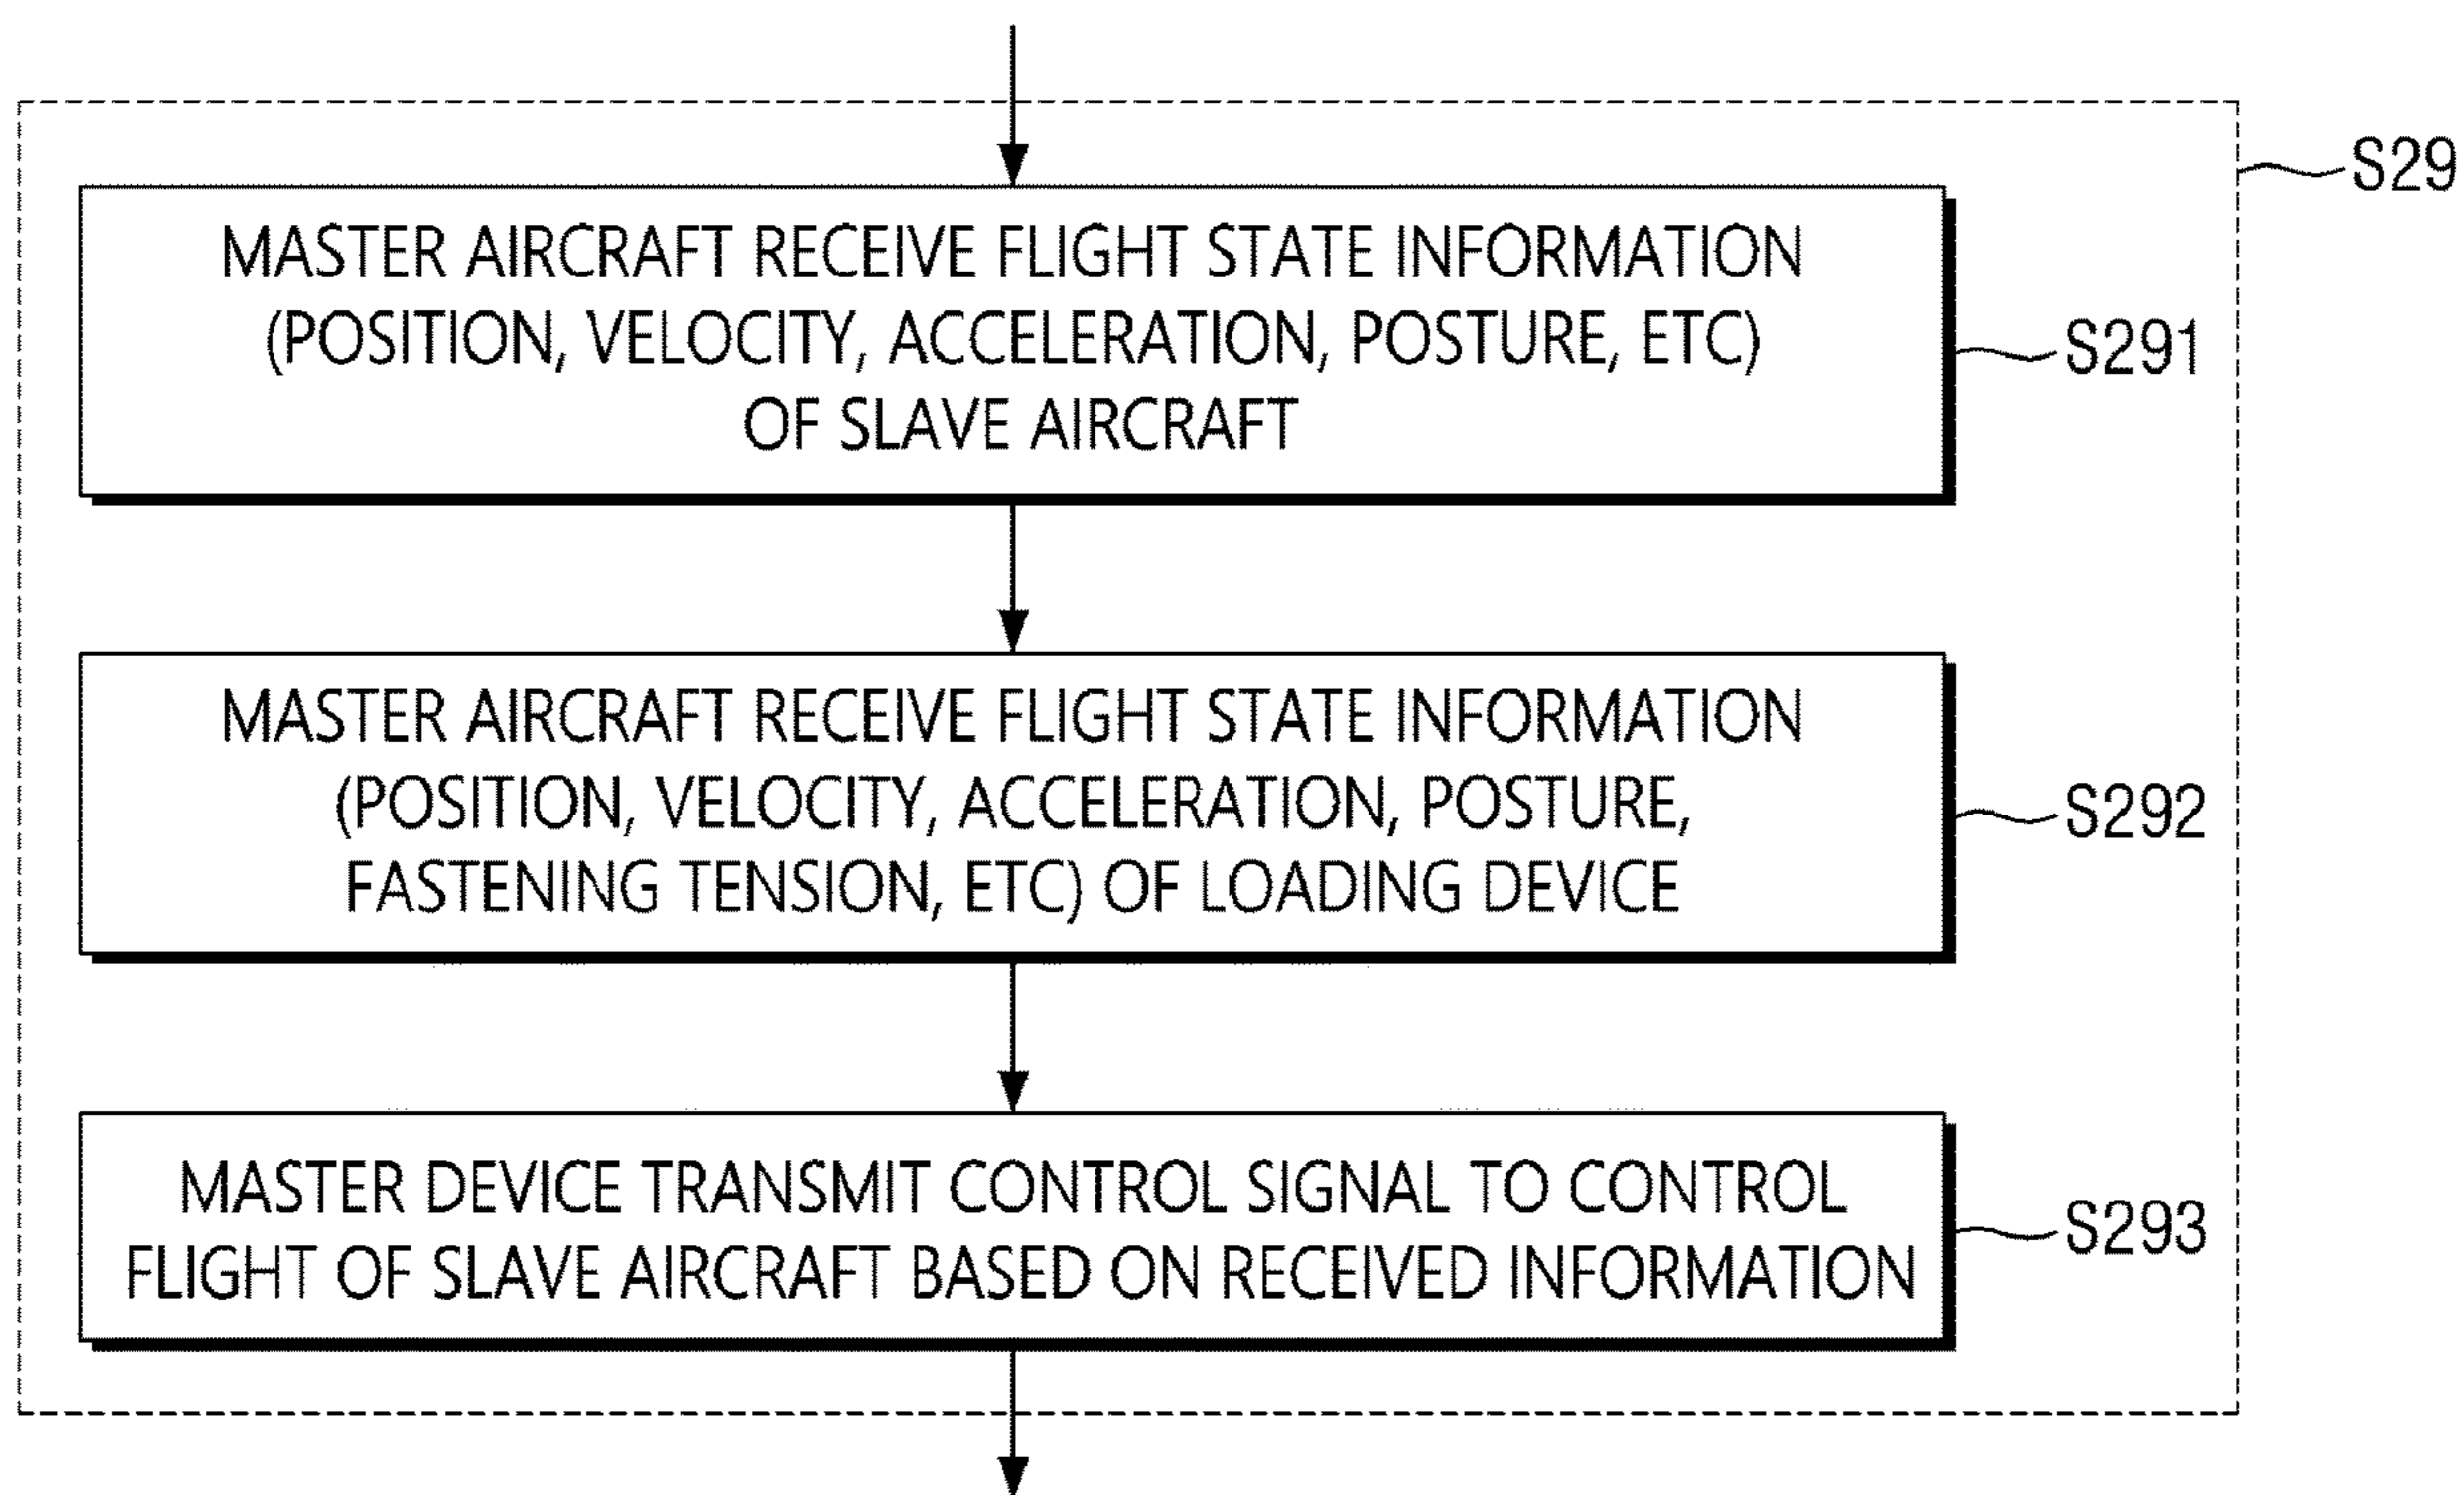 S29
MASTER AIRCRAFT RECEIVE FLIGHT STATE INFORMATION
(POSITION, VELOCITY, ACCELERATION, POSTURE, ETC)
OF SLAVE AIRCRAFT
S291
MASTER AIRCRAFT RECEIVE FLIGHT STATE INFORMATION
(POSITION, VELOCITY, ACCELERATION, POSTURE,
FASTENING TENSION, ETC) OF LOADING DEVICE
S292
MASTER DEVICE TRANSMIT CONTROL SIGNAL TO CONTROL
FLIGHT OF SLAVE AIRCRAFT BASED ON RECEIVED INFORMATION
S293